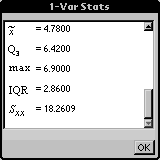 1-Var Stats
x̃ = 4.7800
Q₃ = 6.4200
max = 6.9000
IQR = 2.8600
Sxx = 18.2609
OK